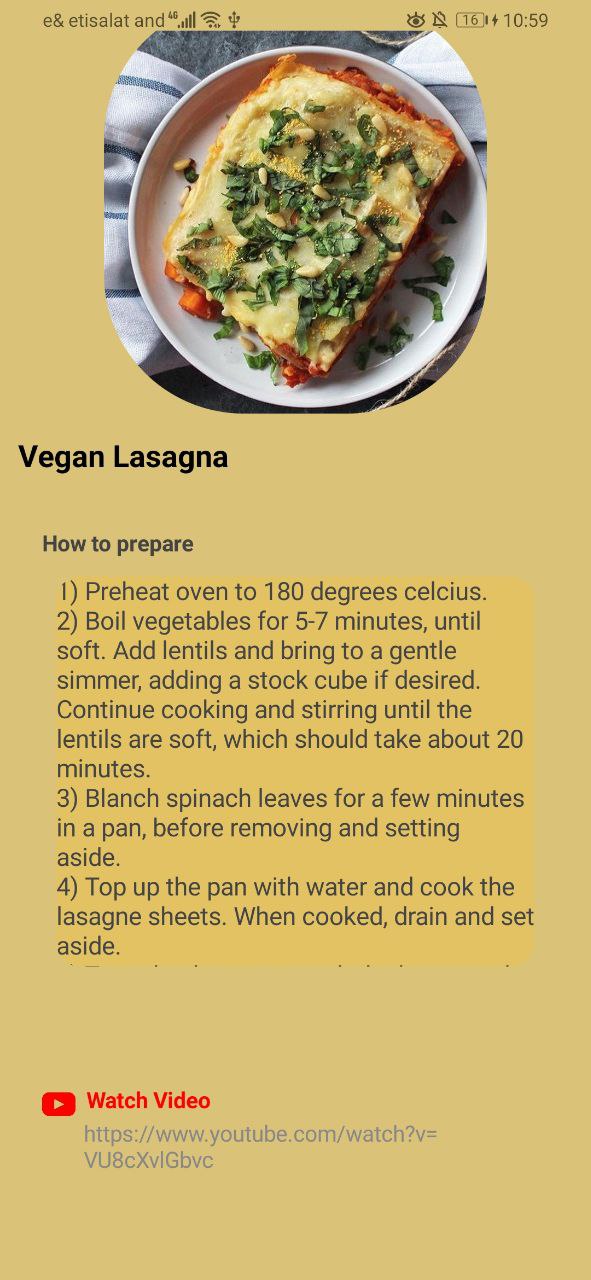 e& etisalat and 4G 16 10:59
Vegan Lasagna
How to prepare
1) Preheat oven to 180 degrees celcius.
2) Boil vegetables for 5-7 minutes, until
soft. Add lentils and bring to a gentle
simmer, adding a stock cube if desired.
Continue cooking and stirring until the
lentils are soft, which should take about 20
minutes.
3) Blanch spinach leaves for a few minutes
in a pan, before removing and setting
aside.
4) Top up the pan with water and cook the
lasagne sheets. When cooked, drain and set
aside.
Watch Video
https://www.youtube.com/watch?v=
VU8cXvlGbvc